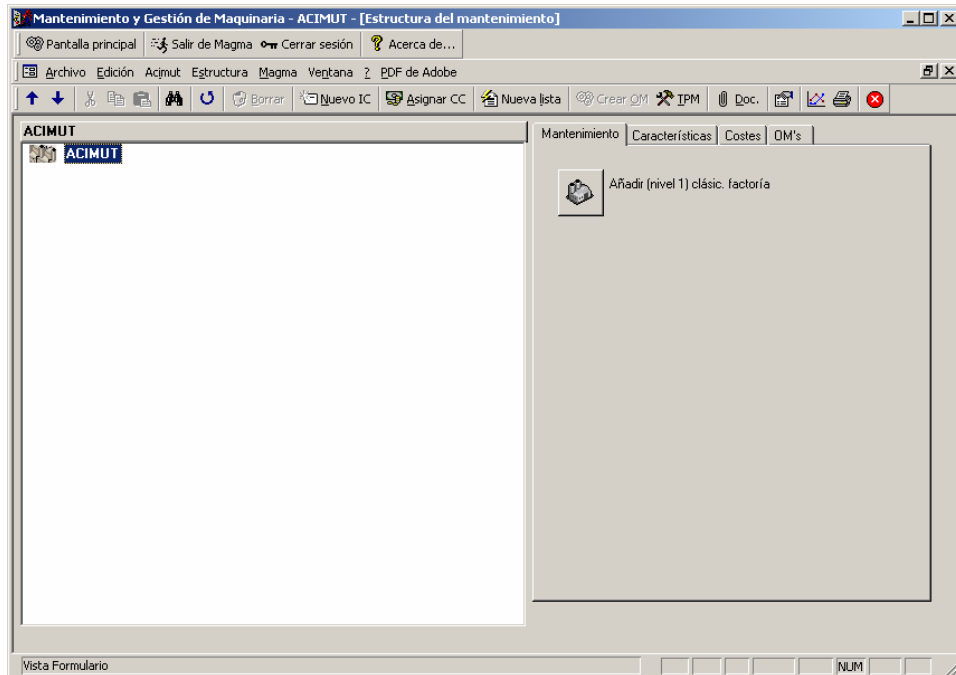 Mantenimiento y Gestión de Maquinaria - ACIMUT - [Estructura del mantenimiento]
Pantalla principal Salir de Magma Cerrar sesión Acerca de...
Archivo Edición Acimut Estructura Magma Ventana ? PDF de Adobe
Borrar Nuevo IC Asignar CC Nueva lista Crear OM TPM Doc.
ACIMUT
Mantenimiento Características Costes OM's
ACIMUT
Añadir (nivel 1) clásic. factoría
Vista Formulario NUM